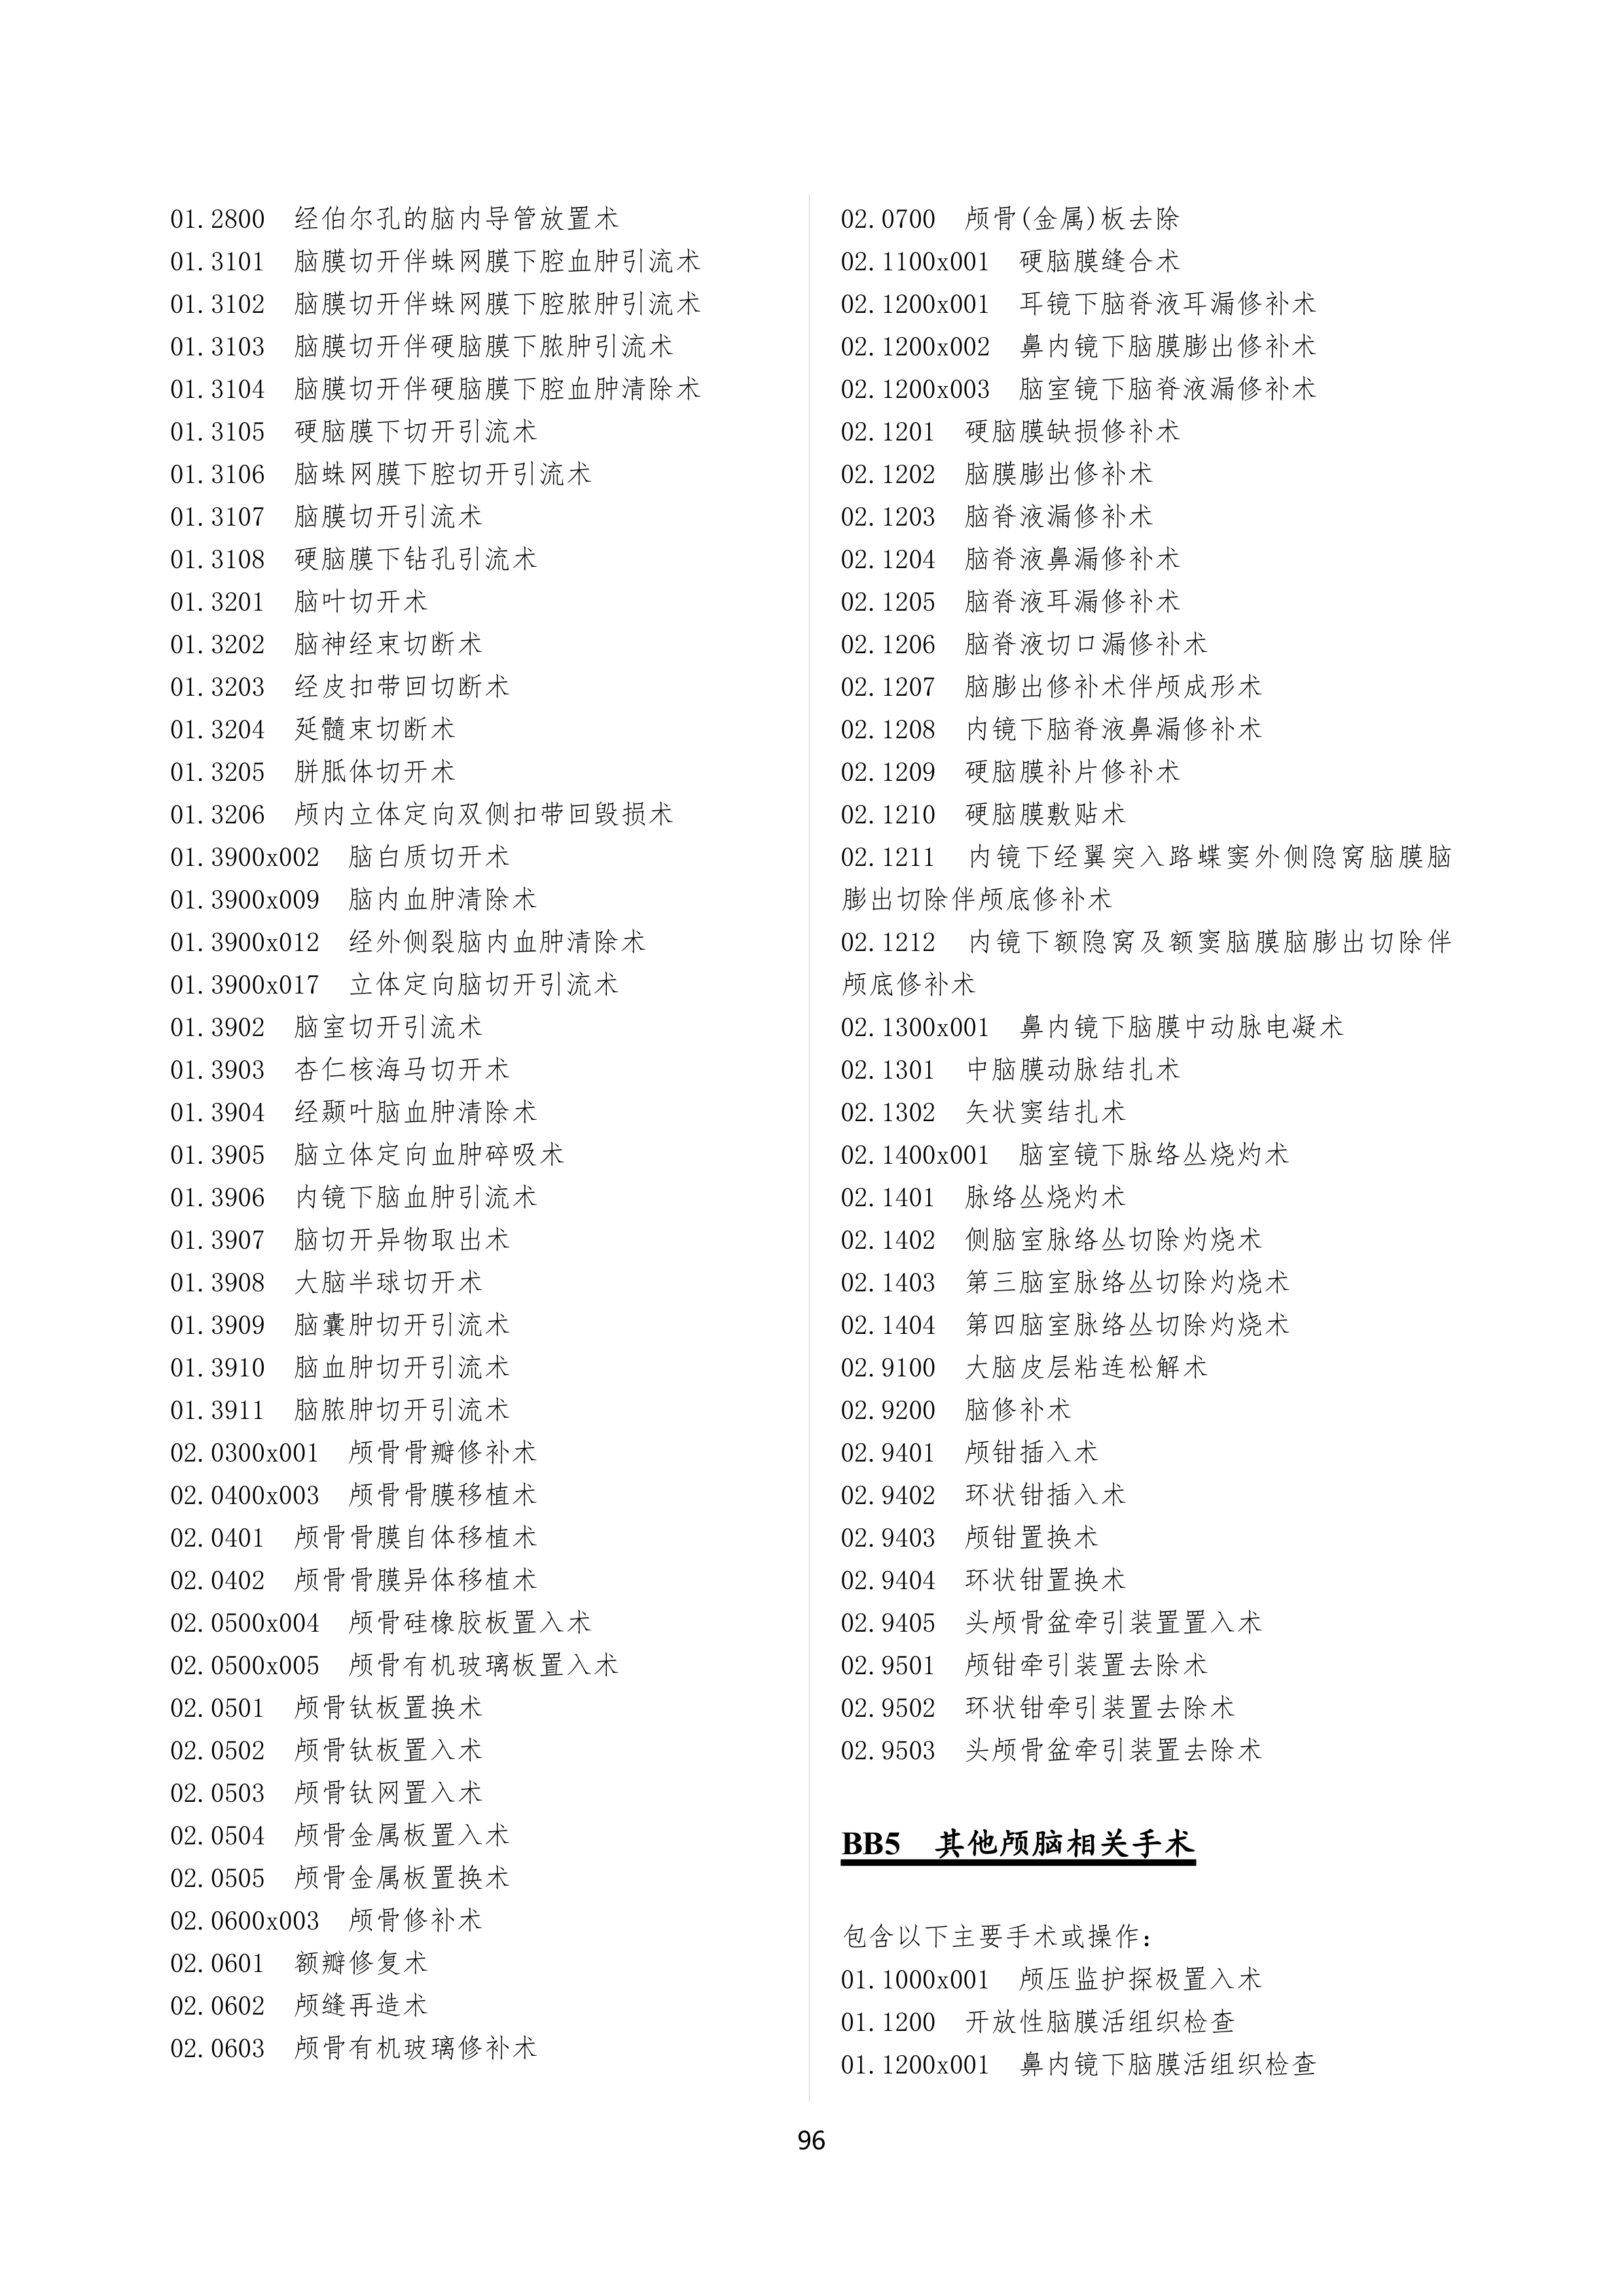 01.2800 经伯尔孔的脑内导管放置术
01.3101 脑膜切开伴蛛网膜下腔血肿引流术
01.3102 脑膜切开伴蛛网膜下腔脓肿引流术
01.3103 脑膜切开伴硬脑膜下脓肿引流术
01.3104 脑膜切开伴硬脑膜下腔血肿清除术
01.3105 硬脑膜下切开引流术
01.3106 脑蛛网膜下腔切开引流术
01.3107 脑膜切开引流术
01.3108 硬脑膜下钻孔引流术
01.3201 脑叶切开术
01.3202 脑神经束切断术
01.3203 经皮扣带回切断术
01.3204 延髓束切断术
01.3205 胼胝体切开术
01.3206 颅内立体定向双侧扣带回毁损术
01.3900x002 脑白质切开术
01.3900x009 脑内血肿清除术
01.3900x012 经外侧裂脑内血肿清除术
01.3900x017 立体定向脑切开引流术
01.3902 脑室切开引流术
01.3903 杏仁核海马切开术
01.3904 经颞叶脑血肿清除术
01.3905 脑立体定向血肿碎吸术
01.3906 内镜下脑血肿引流术
01.3907 脑切开异物取出术
01.3908 大脑半球切开术
01.3909 脑囊肿切开引流术
01.3910 脑血肿切开引流术
01.3911 脑脓肿切开引流术
02.0300x001 颅骨骨瓣修补术
02.0400x003 颅骨骨膜移植术
02.0401 颅骨骨膜自体移植术
02.0402 颅骨骨膜异体移植术
02.0500x004 颅骨硅橡胶板置入术
02.0500x005 颅骨有机玻璃板置入术
02.0501 颅骨钛板置换术
02.0502 颅骨钛板置入术
02.0503 颅骨钛网置入术
02.0504 颅骨金属板置入术
02.0505 颅骨金属板置换术
02.0600x003 颅骨修补术
02.0601 额瓣修复术
02.0602 颅缝再造术
02.0603 颅骨有机玻璃修补术
02.0700 颅骨(金属)板去除
02.1100x001 硬脑膜缝合术
02.1200x001 耳镜下脑脊液耳漏修补术
02.1200x002 鼻内镜下脑膜膨出修补术
02.1200x003 脑室镜下脑脊液漏修补术
02.1201 硬脑膜缺损修补术
02.1202 脑膜膨出修补术
02.1203 脑脊液漏修补术
02.1204 脑脊液鼻漏修补术
02.1205 脑脊液耳漏修补术
02.1206 脑脊液切口漏修补术
02.1207 脑膨出修补术伴颅成形术
02.1208 内镜下脑脊液鼻漏修补术
02.1209 硬脑膜补片修补术
02.1210 硬脑膜敷贴术
02.1211 内镜下经翼突入路蝶窦外侧隐窝脑膜脑
膨出切除伴颅底修补术
02.1212 内镜下额隐窝及额窦脑膜脑膨出切除伴
颅底修补术
02.1300x001 鼻内镜下脑膜中动脉电凝术
02.1301 中脑膜动脉结扎术
02.1302 矢状窦结扎术
02.1400x001 脑室镜下脉络丛烧灼术
02.1401 脉络丛烧灼术
02.1402 侧脑室脉络丛切除灼烧术
02.1403 第三脑室脉络丛切除灼烧术
02.1404 第四脑室脉络丛切除灼烧术
02.9100 大脑皮层粘连松解术
02.9200 脑修补术
02.9401 颅钳插入术
02.9402 环状钳插入术
02.9403 颅钳置换术
02.9404 环状钳置换术
02.9405 头颅骨盆牵引装置置入术
02.9501 颅钳牵引装置去除术
02.9502 环状钳牵引装置去除术
02.9503 头颅骨盆牵引装置去除术
BB5 其他颅脑相关手术
包含以下主要手术或操作:
01.1000x001 颅压监护探极置入术
01.1200 开放性脑膜活组织检查
01.1200x001 鼻内镜下脑膜活组织检查
96